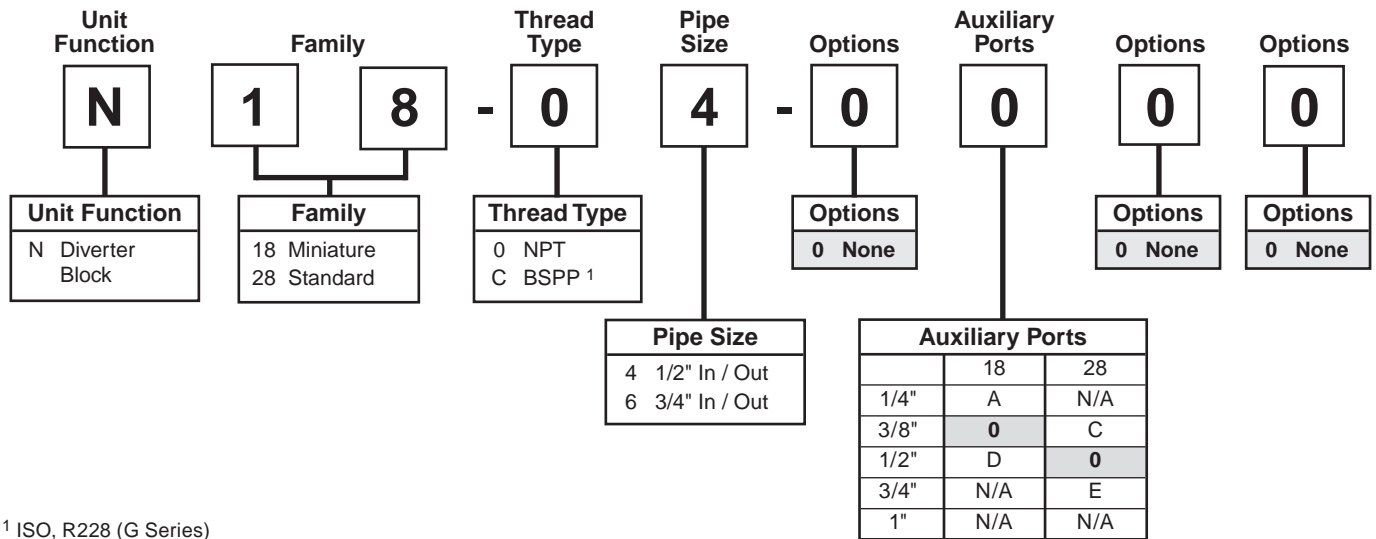 Unit Function
Family
Thread Type
Pipe Size
Options
Auxiliary Ports
Options
Options
N 1 8 - 0 4 - 0 0 0 0
Unit Function
N Diverter
Block
Family
18 Miniature
28 Standard
Thread Type
0 NPT
C BSPP 1
Options
0 None
Options
0 None
Options
0 None
Pipe Size
4 1/2" In / Out
6 3/4" In / Out
Auxiliary Ports
18 28
1/4" A N/A
3/8" 0 C
1/2" D 0
3/4" N/A E
1" N/A N/A
1 ISO, R228 (G Series)